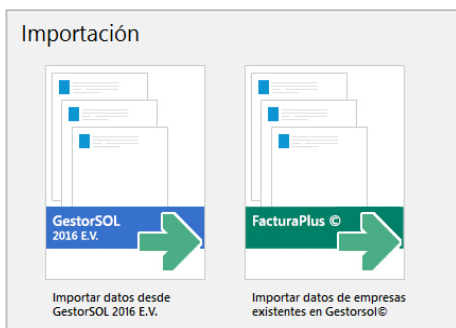 Importación
GestorSOL
2016 E.V.
FacturaPlus ©
Importar datos desde
GestorSOL 2016 E.V.
Importar datos de empresas
existentes en Gestorsol©